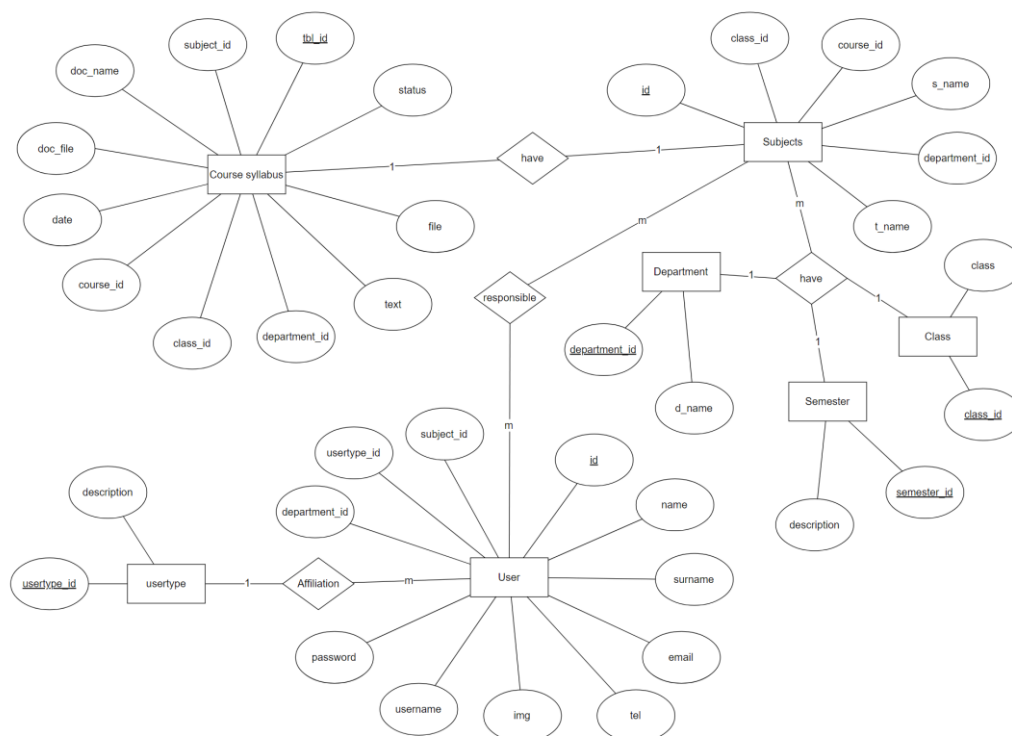 tbl_id
subject_id
doc_name
status
doc_file
Course syllabus
date
file
course_id
text
class_id
department_id
1
have
1
class_id
course_id
id
s_name
Subjects
department_id
t_name
m
m
responsible
m
Department
1
have
1
1
class
Class
class_id
department_id
d_name
Semester
semester_id
description
subject_id
usertype_id
id
department_id
name
description
usertype_id
usertype
1
Affiliation
m
User
surname
password
email
username
img
tel